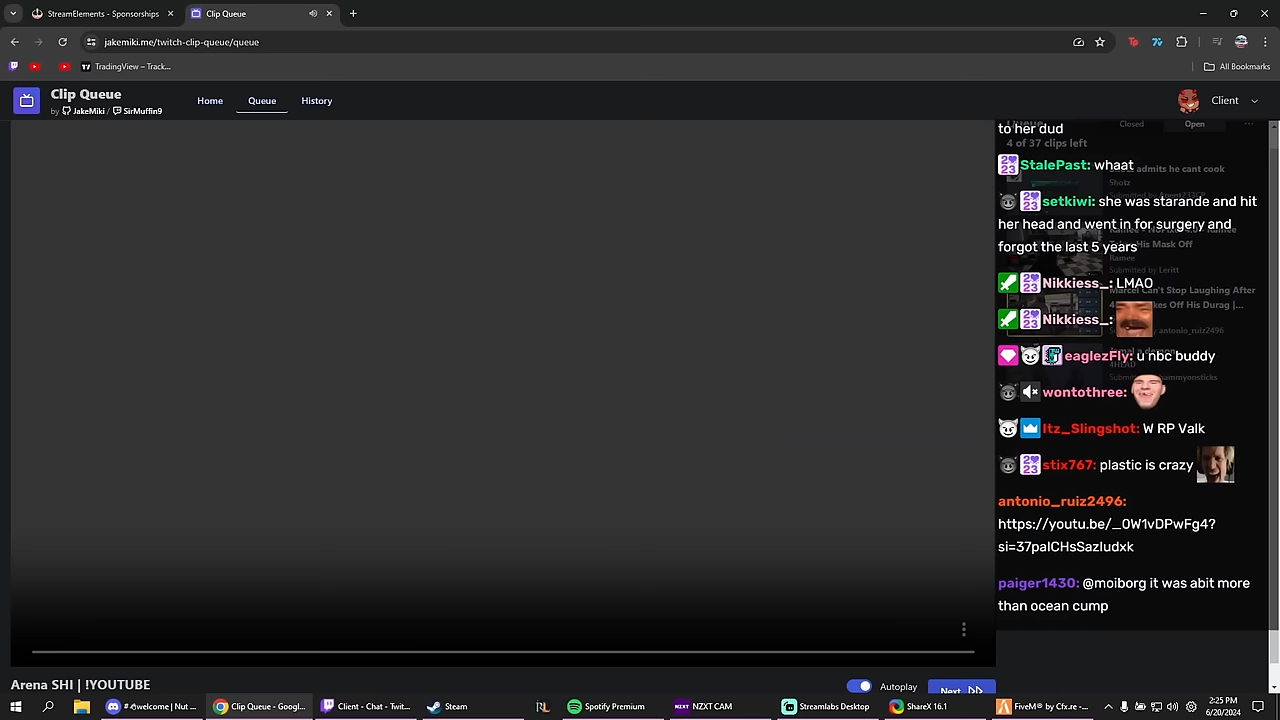 StreamElements - Sponsorships
Clip Queue
jakemiki.me/twitch-clip-queue/queue
TradingView – Track...
All Bookmarks
Clip Queue
by JakeMiki / SirMuffin9
Home
Queue
History
Client
Closed
Open
to her dud
4 of 37 clips left
StalePast: whaat
admits he cant cook
Shotz
setkiwi: she was starande and hit
her head and went in for surgery and
forgot the last 5 years
His Mask Off
Ramee
Submitted by Leritt
Nikkiess_: LMAO
Marcel Can't Stop Laughing After
kes Off His Durag |...
Nikkiess_:
by antonio_ruiz2496
eaglezFly: u nbc buddy
4HEAD
wontothree:
Itz_Slingshot: W RP Valk
stix767: plastic is crazy
antonio_ruiz2496:
https://youtu.be/_0W1vDPwFg4?
paiger1430: @moiborg it was abit more
than ocean cump
Arena SHI | !YOUTUBE
Autoplay
Next
Clip Queue - Googl...
Client - Chat - Twit...
Steam
Spotify Premium
NZXT CAM
Streamlabs Desktop
ShareX 16.1
FiveM® by Cfx.re - ...
2:25 PM
6/20/2024